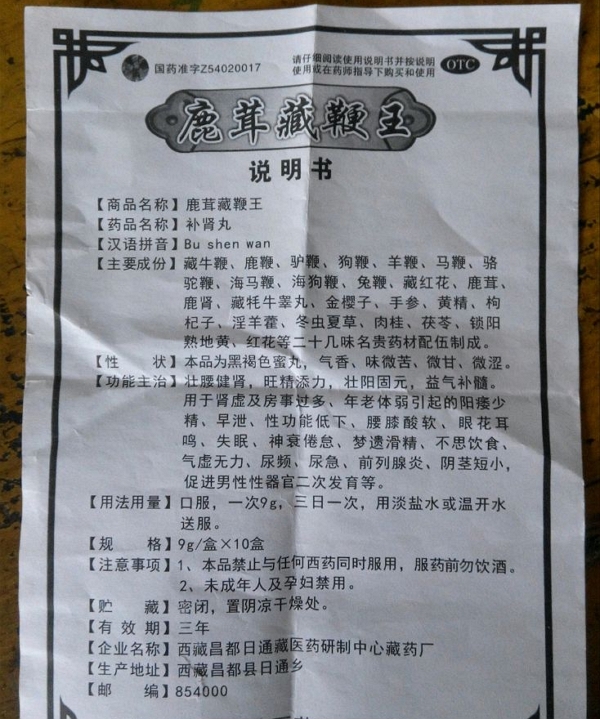 国药准字Z54020017
请仔细阅读使用说明书并按说明
使用或在药师指导下购买和使用
OTC
鹿茸藏鞭王
说明书
【商品名称】鹿茸藏鞭王
【药品名称】补肾丸
【汉语拼音】Bu shen wan
【主要成份】藏牛鞭、鹿鞭、驴鞭、狗鞭、羊鞭、马鞭、骆
驼鞭、海马鞭、海狗鞭、兔鞭、藏红花、鹿茸、
鹿肾、藏牦牛睾丸、金樱子、手参、黄精、枸
杞子、淫羊藿、冬虫夏草、肉桂、茯苓、锁阳
熟地黄、红花等二十几味名贵药材配伍制成。
【性 状】本品为黑褐色蜜丸，气香、味微苦、微甘、微涩。
【功能主治】壮腰健肾，旺精添力，壮阳固元，益气补髓。
用于肾虚及房事过多、年老体弱引起的阳痿少
精、早泄、性功能低下、腰膝酸软、眼花耳
鸣、失眠、神衰倦怠、梦遗滑精、不思饮食、
气虚无力、尿频、尿急、前列腺炎、阴茎短小，
促进男性性器官二次发育等。
【用法用量】口服，一次9g，三日一次，用淡盐水或温开水
送服。
【规 格】9g/盒×10盒
【注意事项】1、本品禁止与任何西药同时服用，服药前勿饮酒。
2、未成年人及孕妇禁用。
【贮 藏】密闭，置阴凉干燥处。
【有 效 期】三年
【企业名称】西藏昌都日通藏医药研制中心藏药厂
【生产地址】西藏昌都县日通乡
【邮 编】854000